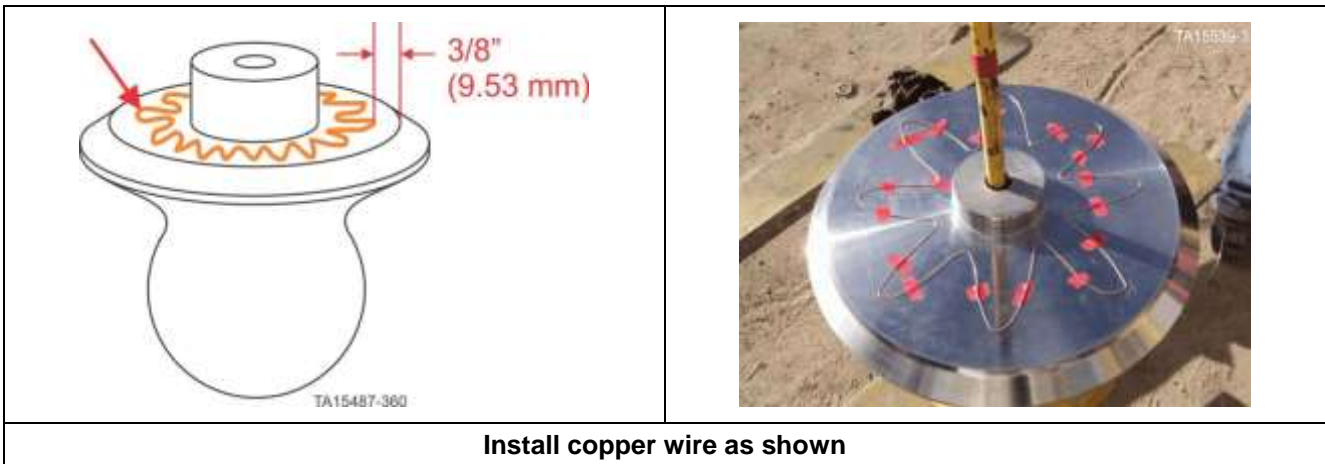 3/8”
(9.53 mm)
TA15487-360
TA15539-1
Install copper wire as shown